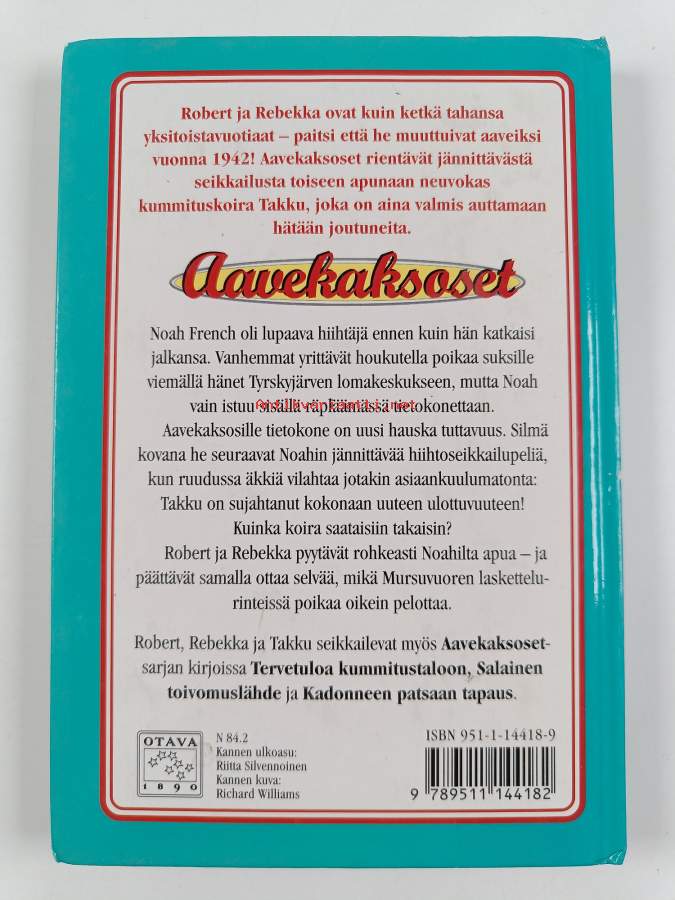 Robert ja Rebekka ovat kuin ketkä tahansa
yksitoistavuotiaat – paitsi että he muuttuivat aaveiksi
vuonna 1942! Aavekaksoset rientävät jännittävästä
seikkailusta toiseen apunaan neuvokas
kummituskoira Takku, joka on aina valmis auttamaan
hätään joutuneita.
Aavekaksoset
Noah French oli lupaava hiihtäjä ennen kuin hän katkaisi
jalkansa. Vanhemmat yrittävät houkutella poikaa suksille
viemällä hänet Tyrskyjärven lomakeskukseen, mutta Noah
vain istuu sisällä räpläämässä tietokonettaan.
Antikvariaatti.net
Aavekaksosille tietokone on uusi hauska tuttavuus. Silmä
kovana he seuraavat Noahin jännittävää hiihtoseikkailupeliä,
kun ruudussa äkkiä vilahtaa jotakin asiaankuulumatonta:
Takku on sujahtanut kokonaan uuteen ulottuvuuteen!
Kuinka koira saataisiin takaisin?
Robert ja Rebekka pyytävät rohkeasti Noahilta apua – ja
päättävät samalla ottaa selvää, mikä Mursuvuoren laskettelu-
rinteissä poikaa oikein pelottaa.
Robert, Rebekka ja Takku seikkailevat myös Aavekaksoset-
sarjan kirjoissa Tervetuloa kummitustaloon, Salainen
toivomuslähde ja Kadonneen patsaan tapaus.
OTAVA
1890
N 84.2
Kannen ulkoasu:
Riitta Silvennoinen
Kannen kuva:
Richard Williams
ISBN 951-1-14418-9
9 789511 144182